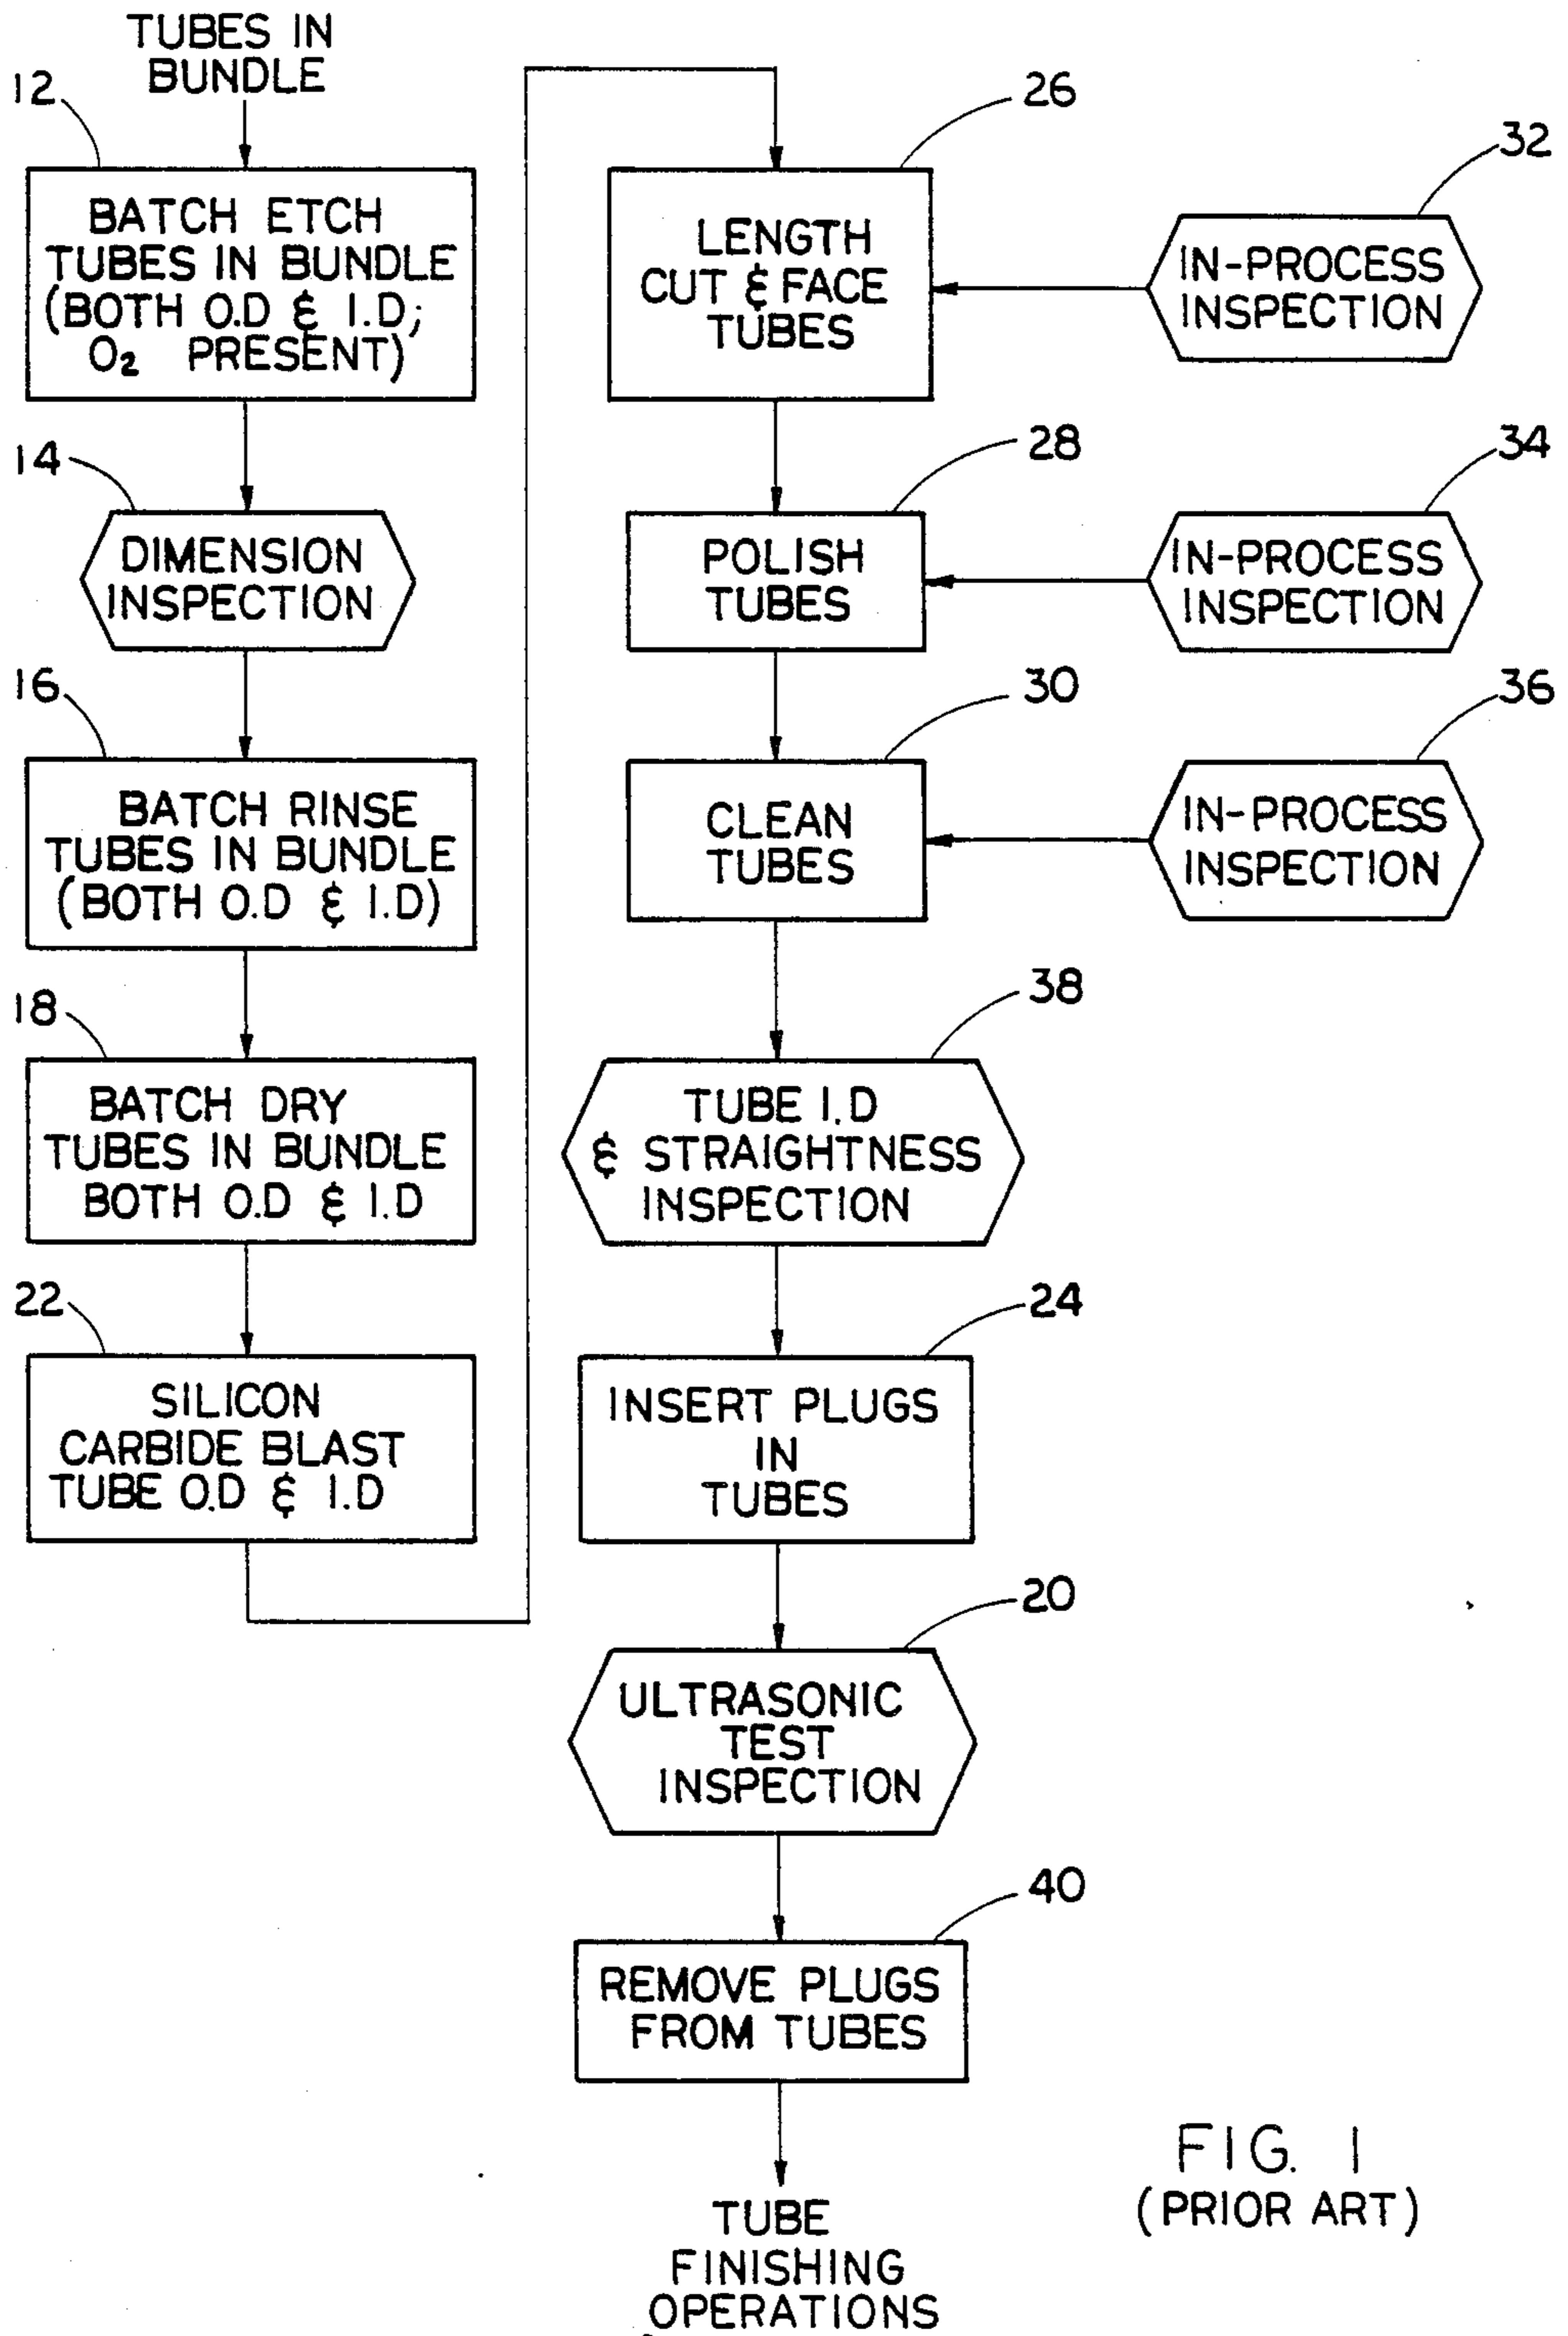 TUBES IN
BUNDLE
12
BATCH ETCH
TUBES IN BUNDLE
(BOTH O.D & I.D;
O₂ PRESENT)
14
DIMENSION
INSPECTION
16
BATCH RINSE
TUBES IN BUNDLE
(BOTH O.D & I.D)
18
BATCH DRY
TUBES IN BUNDLE
BOTH O.D & I.D
22
SILICON
CARBIDE BLAST
TUBE O.D & I.D
26
LENGTH
CUT & FACE
TUBES
32
IN-PROCESS
INSPECTION
28
POLISH
TUBES
34
IN-PROCESS
INSPECTION
30
CLEAN
TUBES
36
IN-PROCESS
INSPECTION
38
TUBE I.D
& STRAIGHTNESS
INSPECTION
24
INSERT PLUGS
IN
TUBES
20
ULTRASONIC
TEST
INSPECTION
40
REMOVE PLUGS
FROM TUBES
TUBE
FINISHING
OPERATIONS
FIG. 1
(PRIOR ART)